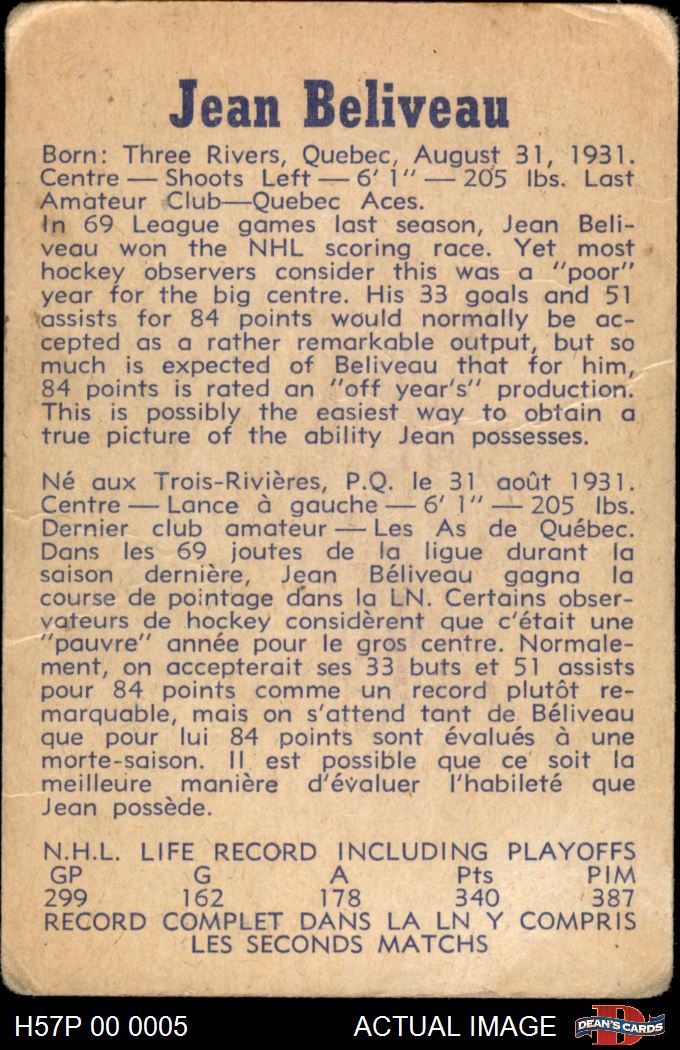 Jean Beliveau
Born: Three Rivers, Quebec, August 31, 1931.
Centre — Shoots Left — 6' 1" — 205 lbs. Last
Amateur Club—Quebec Aces.
In 69 League games last season, Jean Beli-
veau won the NHL scoring race. Yet most
hockey observers consider this was a "poor"
year for the big centre. His 33 goals and 51
assists for 84 points would normally be ac-
cepted as a rather remarkable output, but so
much is expected of Beliveau that for him,
84 points is rated an "off year's" production.
This is possibly the easiest way to obtain a
true picture of the ability Jean possesses.
Né aux Trois-Rivières, P.Q. le 31 août 1931.
Centre — Lance à gauche — 6' 1" — 205 lbs.
Dernier club amateur — Les As de Québec.
Dans les 69 joutes de la ligue durant la
saison dernière, Jean Béliveau gagna la
course de pointage dans la LN. Certains obser-
vateurs de hockey considèrent que c'était une
"pauvre" année pour le gros centre. Normale-
ment, on accepterait ses 33 buts et 51 assists
pour 84 points comme un record plutôt re-
marquable, mais on s'attend tant de Béliveau
que pour lui 84 points sont évalués à une
morte-saison. Il est possible que ce soit la
meilleure manière d'évaluer l'habileté que
Jean possède.
N.H.L. LIFE RECORD INCLUDING PLAYOFFS
GP G A Pts PIM
299 162 178 340 387
RECORD COMPLET DANS LA LN Y COMPRIS
LES SECONDS MATCHS
H57P 00 0005 ACTUAL IMAGE DEAN'S CARDS